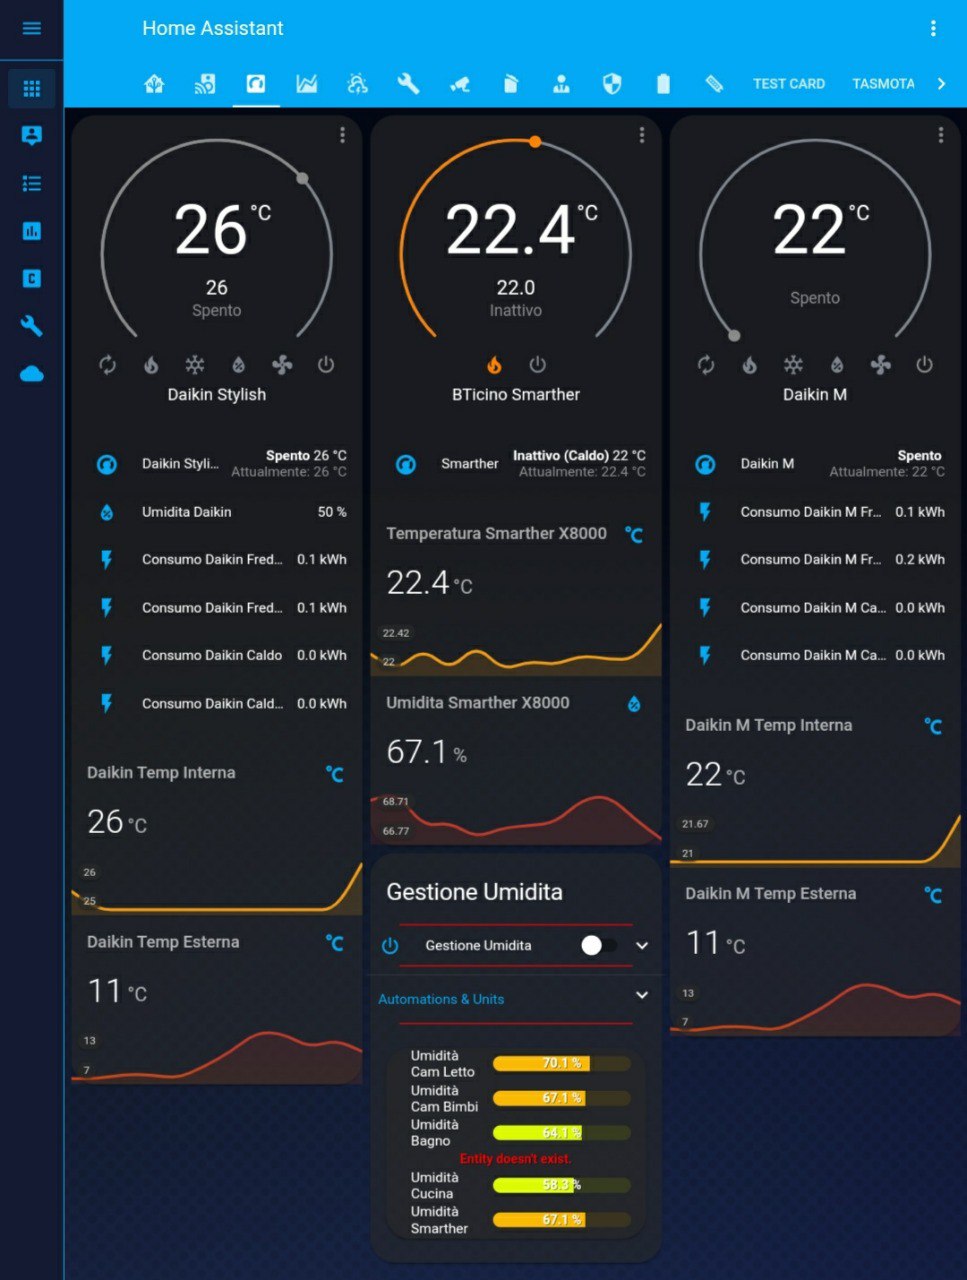 Home Assistant
TEST CARD
TASMOTA
26 °C
26
Spento
Daikin Stylish
Daikin Styli... Spento 26 °C
Attualmente: 26 °C
Umidita Daikin 50 %
Consumo Daikin Fred... 0.1 kWh
Consumo Daikin Fred... 0.1 kWh
Consumo Daikin Caldo 0.0 kWh
Consumo Daikin Cald... 0.0 kWh
Daikin Temp Interna °C
26 °C
26
25
Daikin Temp Esterna °C
11 °C
13
7
22.4 °C
22.0
Inattivo
BTicino Smarther
Smarther Inattivo (Caldo) 22 °C
Attualmente: 22.4 °C
Temperatura Smarther X8000 °C
22.4 °C
22.42
22
Umidita Smarther X8000
67.1 %
68.71
66.77
Gestione Umidita
Gestione Umidita
Automations & Units
Umidità
Cam Letto 70.1 %
Umidità
Cam Bimbi 67.1 %
Umidità
Bagno 64.1 %
Entity doesn't exist.
Umidità
Cucina 58.3 %
Umidità
Smarther 67.1 %
22 °C
Spento
Daikin M
Daikin M Spento
Attualmente: 22 °C
Consumo Daikin M Fr... 0.1 kWh
Consumo Daikin M Fr... 0.2 kWh
Consumo Daikin M Ca... 0.0 kWh
Consumo Daikin M Ca... 0.0 kWh
Daikin M Temp Interna °C
22 °C
21.67
21
Daikin M Temp Esterna °C
11 °C
13
7